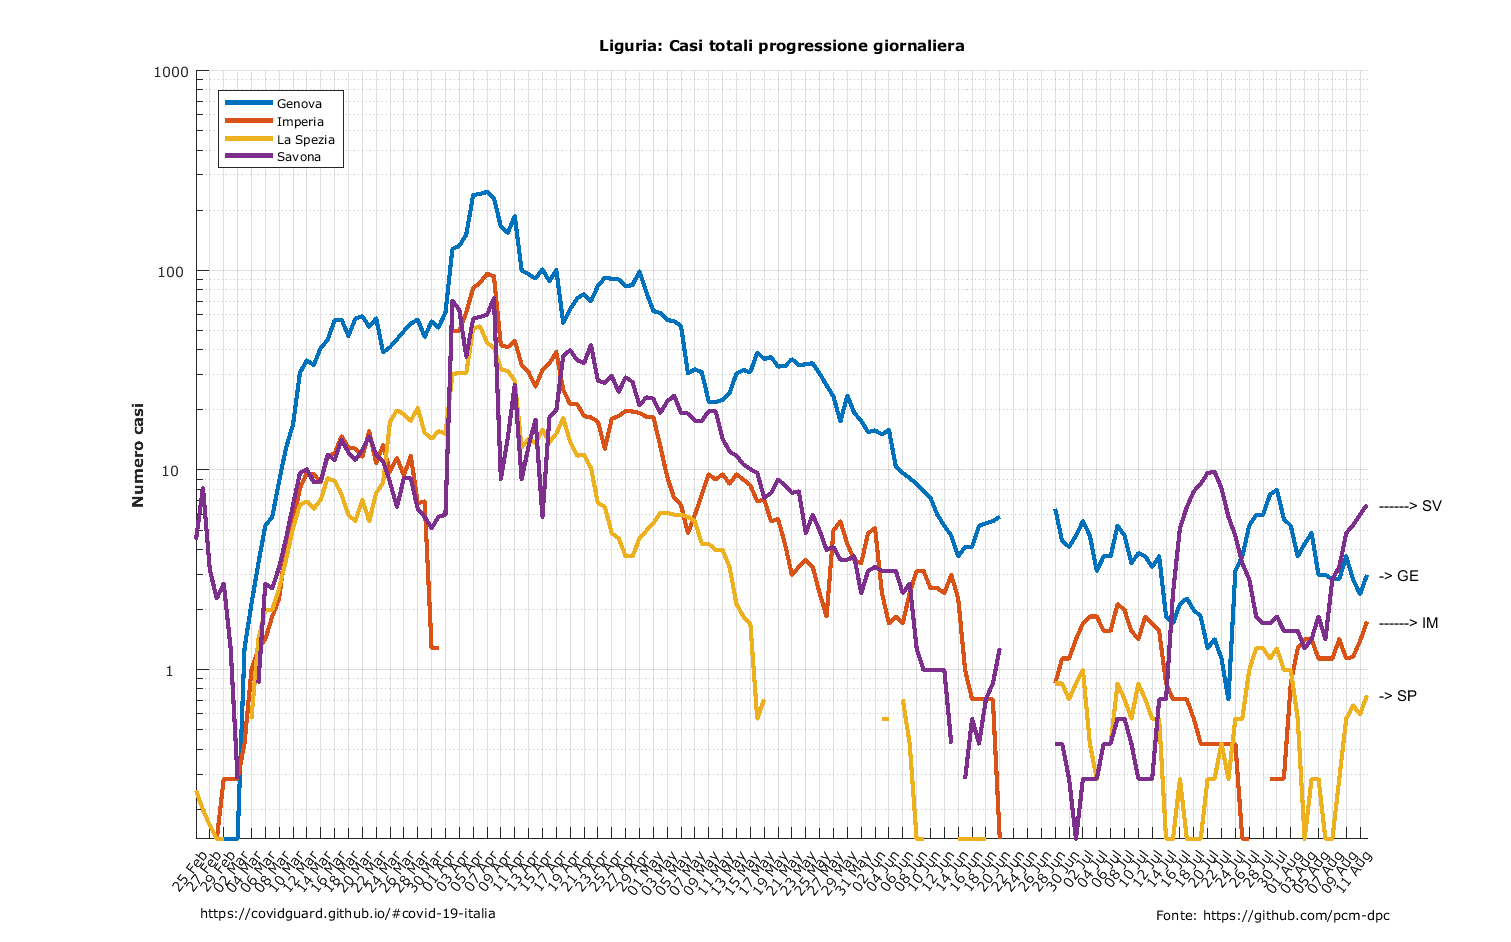 Liguria: Casi totali progressione giornaliera
1000
100
10
1
Numero casi
Genova
Imperia
La Spezia
Savona
------> SV
-> GE
------> IM
-> SP
25 Feb
27 Feb
29 Feb
02 Mar
04 Mar
06 Mar
08 Mar
10 Mar
12 Mar
14 Mar
16 Mar
18 Mar
20 Mar
22 Mar
24 Mar
26 Mar
28 Mar
30 Mar
01 Apr
03 Apr
05 Apr
07 Apr
09 Apr
11 Apr
13 Apr
15 Apr
17 Apr
19 Apr
21 Apr
23 Apr
25 Apr
27 Apr
29 Apr
01 May
03 May
05 May
07 May
09 May
11 May
13 May
15 May
17 May
19 May
21 May
23 May
25 May
27 May
29 May
31 May
02 Jun
04 Jun
06 Jun
08 Jun
10 Jun
12 Jun
14 Jun
16 Jun
18 Jun
20 Jun
22 Jun
24 Jun
26 Jun
28 Jun
30 Jun
02 Jul
04 Jul
06 Jul
08 Jul
10 Jul
12 Jul
14 Jul
16 Jul
18 Jul
20 Jul
22 Jul
24 Jul
26 Jul
28 Jul
30 Jul
01 Aug
03 Aug
05 Aug
07 Aug
09 Aug
11 Aug
https://covidguard.github.io/#covid-19-italia
Fonte: https://github.com/pcm-dpc